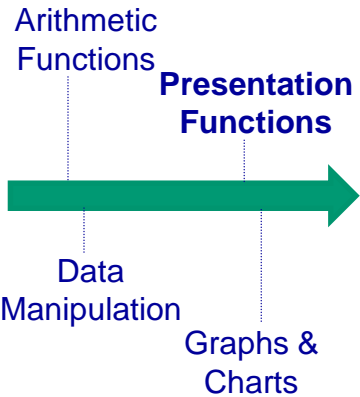 Arithmetic
Functions
Presentation
Functions
Data
Manipulation
Graphs &
Charts